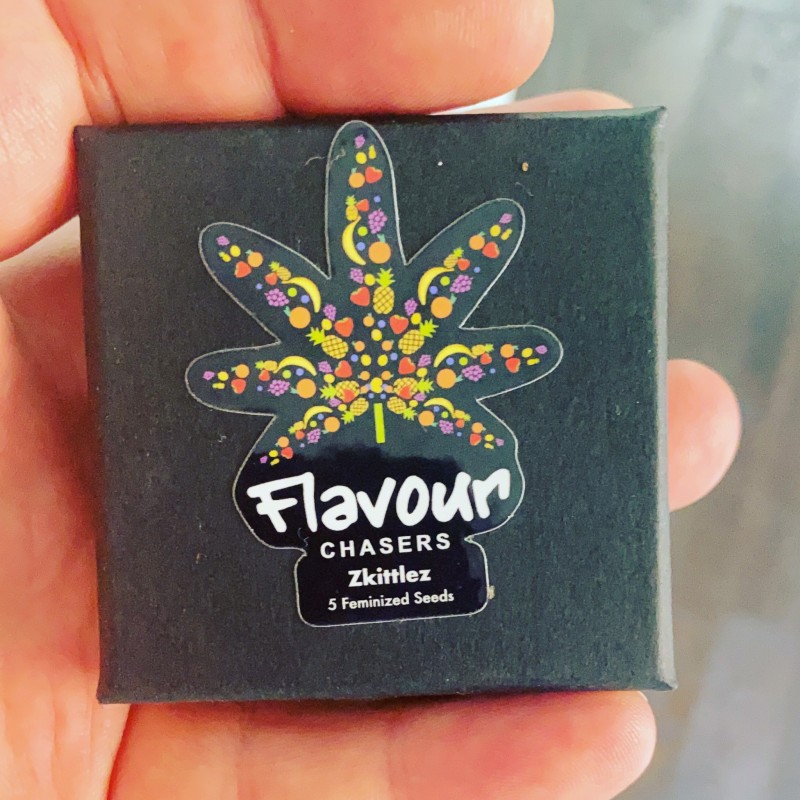 Flavour
CHASERS
Zkittlez
5 Feminized Seeds